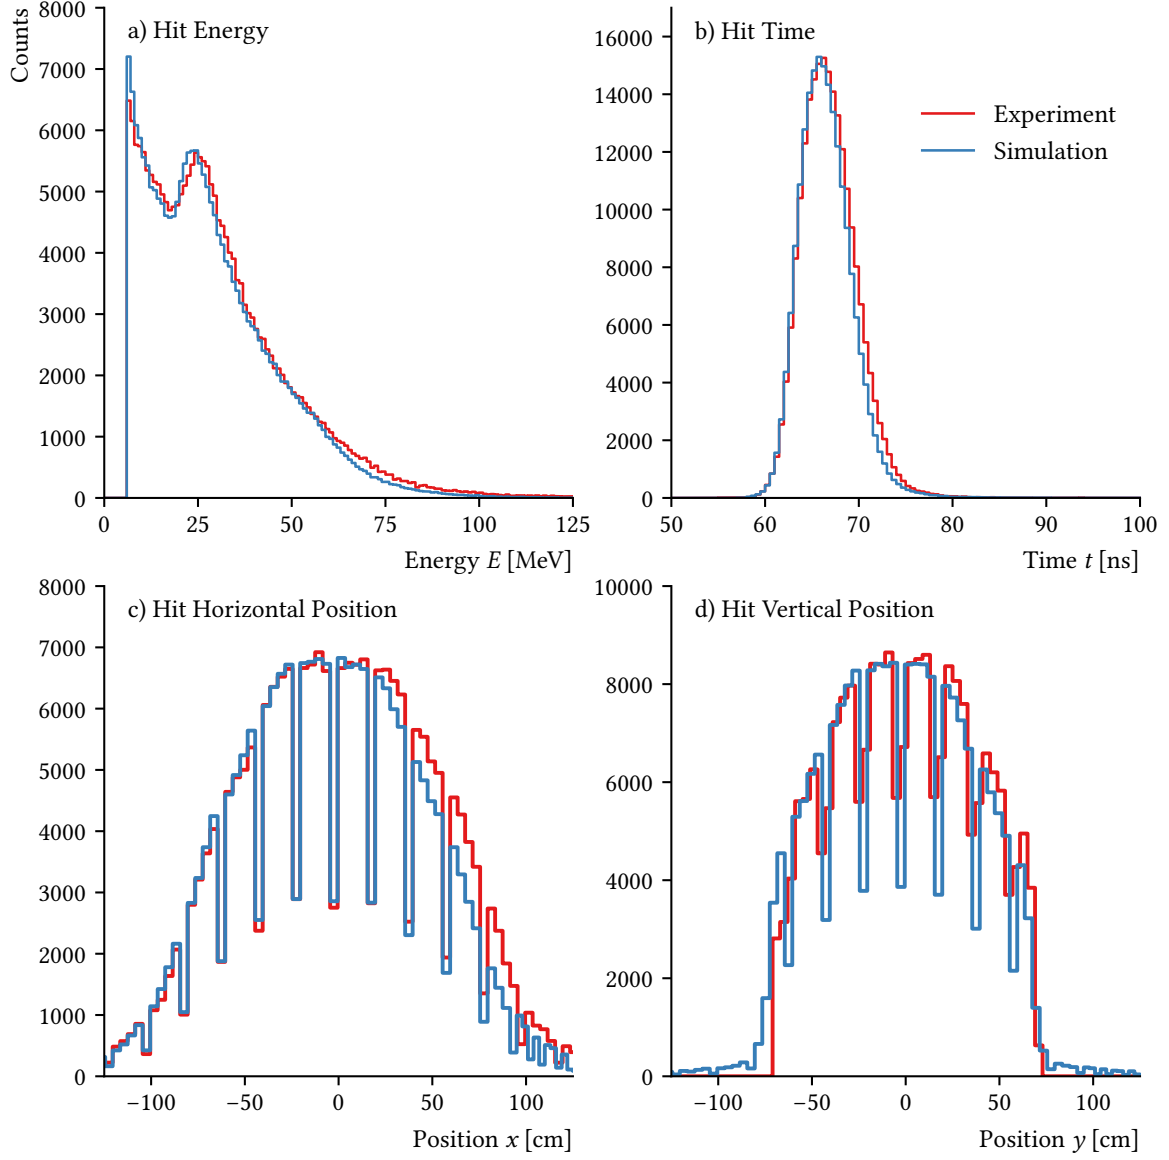 Counts
a) Hit Energy
8000
7000
6000
5000
4000
3000
2000
1000
0
0 25 50 75 100 125
Energy E [MeV]
b) Hit Time
Experiment
Simulation
16000
14000
12000
10000
8000
6000
4000
2000
0
50 60 70 80 90 100
Time t [ns]
c) Hit Horizontal Position
8000
7000
6000
5000
4000
3000
2000
1000
0
−100 −50 0 50 100
Position x [cm]
d) Hit Vertical Position
10000
8000
6000
4000
2000
0
−100 −50 0 50 100
Position y [cm]